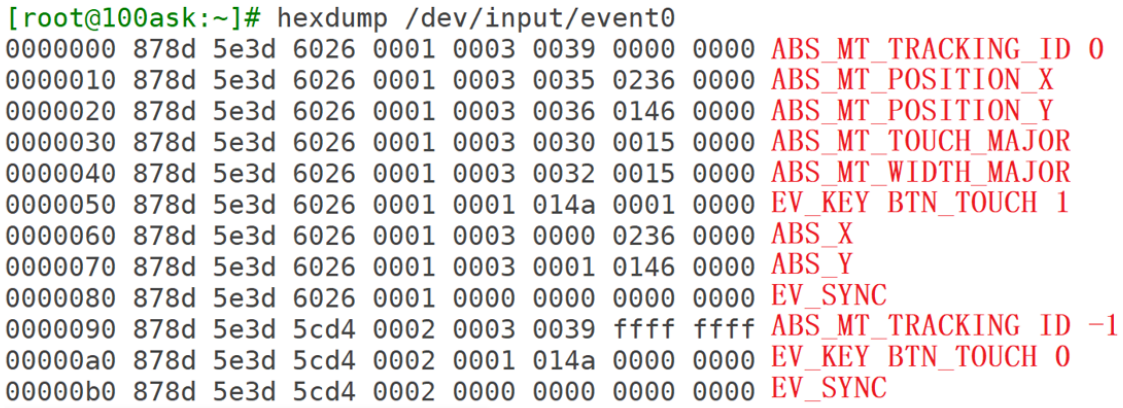 [root@100ask:~]# hexdump /dev/input/event0
0000000 878d 5e3d 6026 0001 0003 0039 0000 0000 ABS_MT_TRACKING_ID 0
0000010 878d 5e3d 6026 0001 0003 0035 0236 0000 ABS_MT_POSITION_X
0000020 878d 5e3d 6026 0001 0003 0036 0146 0000 ABS_MT_POSITION_Y
0000030 878d 5e3d 6026 0001 0003 0030 0015 0000 ABS_MT_TOUCH_MAJOR
0000040 878d 5e3d 6026 0001 0003 0032 0015 0000 ABS_MT_WIDTH_MAJOR
0000050 878d 5e3d 6026 0001 0001 014a 0001 0000 EV_KEY BTN_TOUCH 1
0000060 878d 5e3d 6026 0001 0003 0000 0236 0000 ABS_X
0000070 878d 5e3d 6026 0001 0003 0001 0146 0000 ABS_Y
0000080 878d 5e3d 6026 0001 0000 0000 0000 0000 EV_SYNC
0000090 878d 5e3d 5cd4 0002 0003 0039 ffff ffff ABS_MT_TRACKING ID -1
00000a0 878d 5e3d 5cd4 0002 0001 014a 0000 0000 EV_KEY BTN_TOUCH 0
00000b0 878d 5e3d 5cd4 0002 0000 0000 0000 0000 EV_SYNC